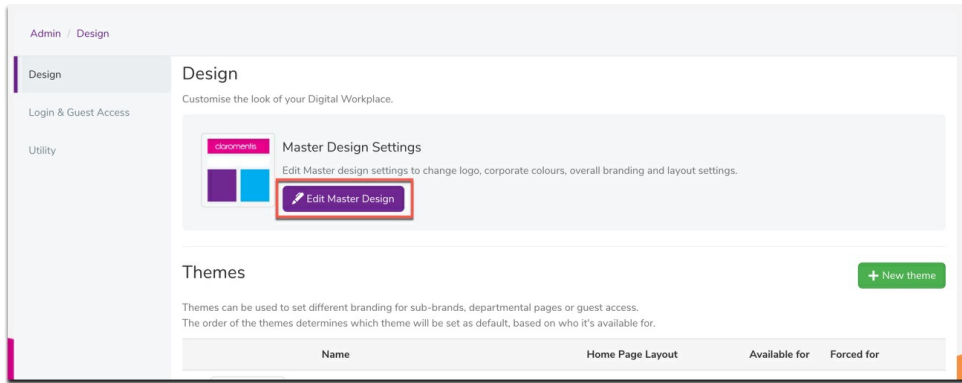 Admin / Design
Design
Login & Guest Access
Utility
Design
Customise the look of your Digital Workplace.
claromentis
Master Design Settings
Edit Master design settings to change logo, corporate colours, overall branding and layout settings.
Edit Master Design
Themes
+ New theme
Themes can be used to set different branding for sub-brands, departmental pages or guest access.
The order of the themes determines which theme will be set as default, based on who it's available for.
Name Home Page Layout Available for Forced for